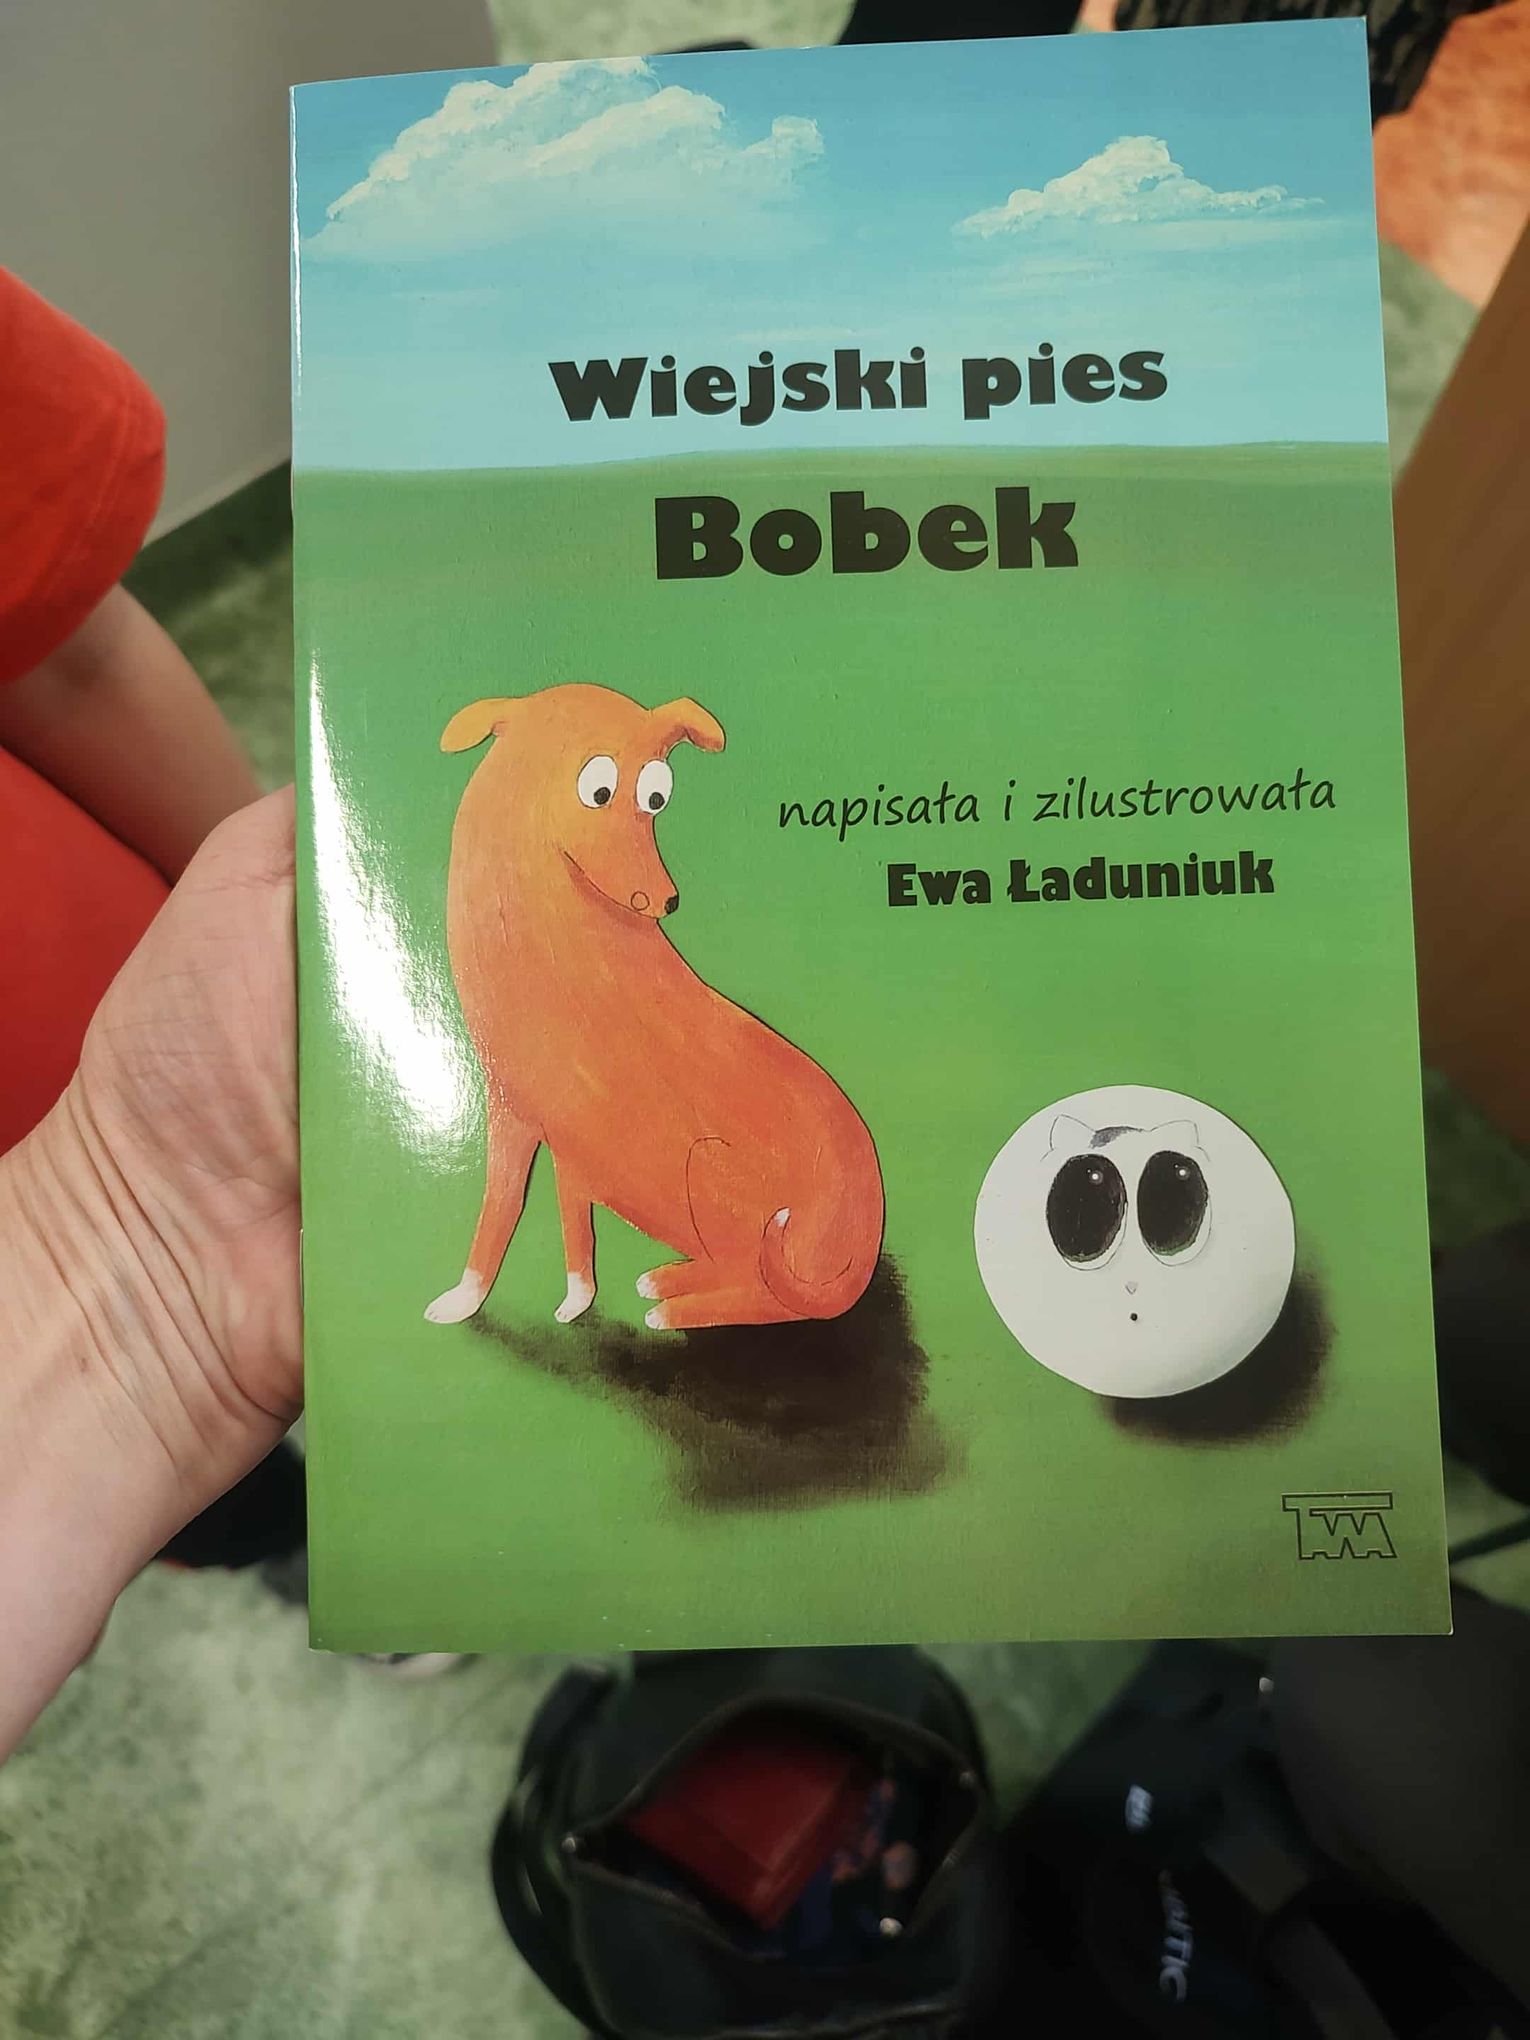 Wiejski pies
Bobek
napisała i zilustrowała
Ewa Ładuniuk